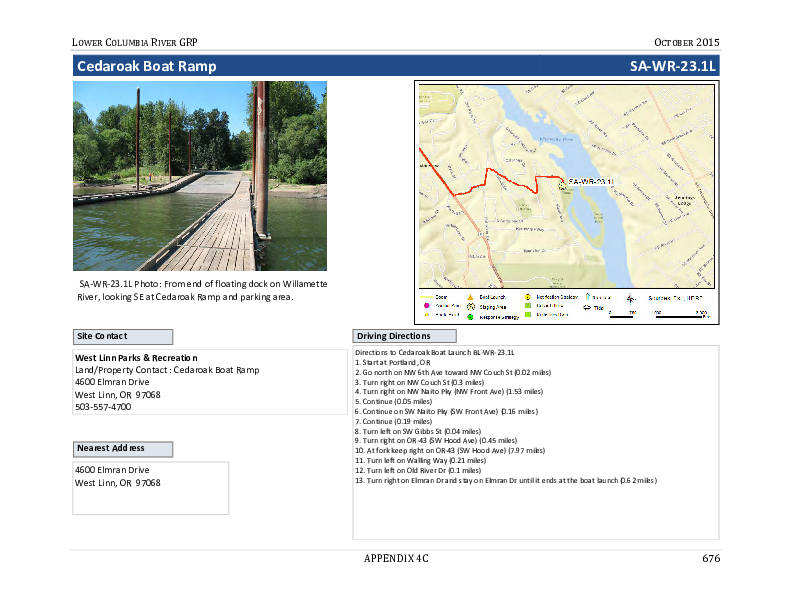 LOWER COLUMBIA RIVER GRP
OCTOBER 2015
Cedaroak Boat Ramp
SA-WR-23.1L
SA-WR-23.1L
SA-WR-23.1L Photo: From end of floating dock on Willamette
River, looking SE at Cedaroak Ramp and parking area.
Boom
Boat Launch
Notification Strategy
Staging Area
Response Strategy
Tidal
Site Contact
West Linn Parks & Recreation
Land/Property Contact: Cedaroak Boat Ramp
4600 Elmran Drive
West Linn, OR 97068
503-557-4700
Nearest Address
4600 Elmran Drive
West Linn, OR 97068
Driving Directions
Directions to Cedaroak Boat Launch BL-WR-23.1L
1. Start at Portland, OR
2. Go north on NW 6th Ave toward NW Couch St (0.02 miles)
3. Turn right on NW Couch St (0.3 miles)
4. Turn right on NW Naito Pky (NW Front Ave) (1.53 miles)
5. Continue (0.05 miles)
6. Continue on SW Naito Pky (SW Front Ave) (0.16 miles)
7. Continue (0.19 miles)
8. Turn left on SW Gibbs St (0.04 miles)
9. Turn right on OR-43 (SW Hood Ave) (0.45 miles)
10. At fork keep right on OR-43 (SW Hood Ave) (7.97 miles)
11. Turn left on Walling Way (0.21 miles)
12. Turn left on Old River Dr (0.1 miles)
13. Turn right on Elmran Dr and stay on Elmran Dr until it ends at the boat launch (0.62 miles)
APPENDIX 4C
676